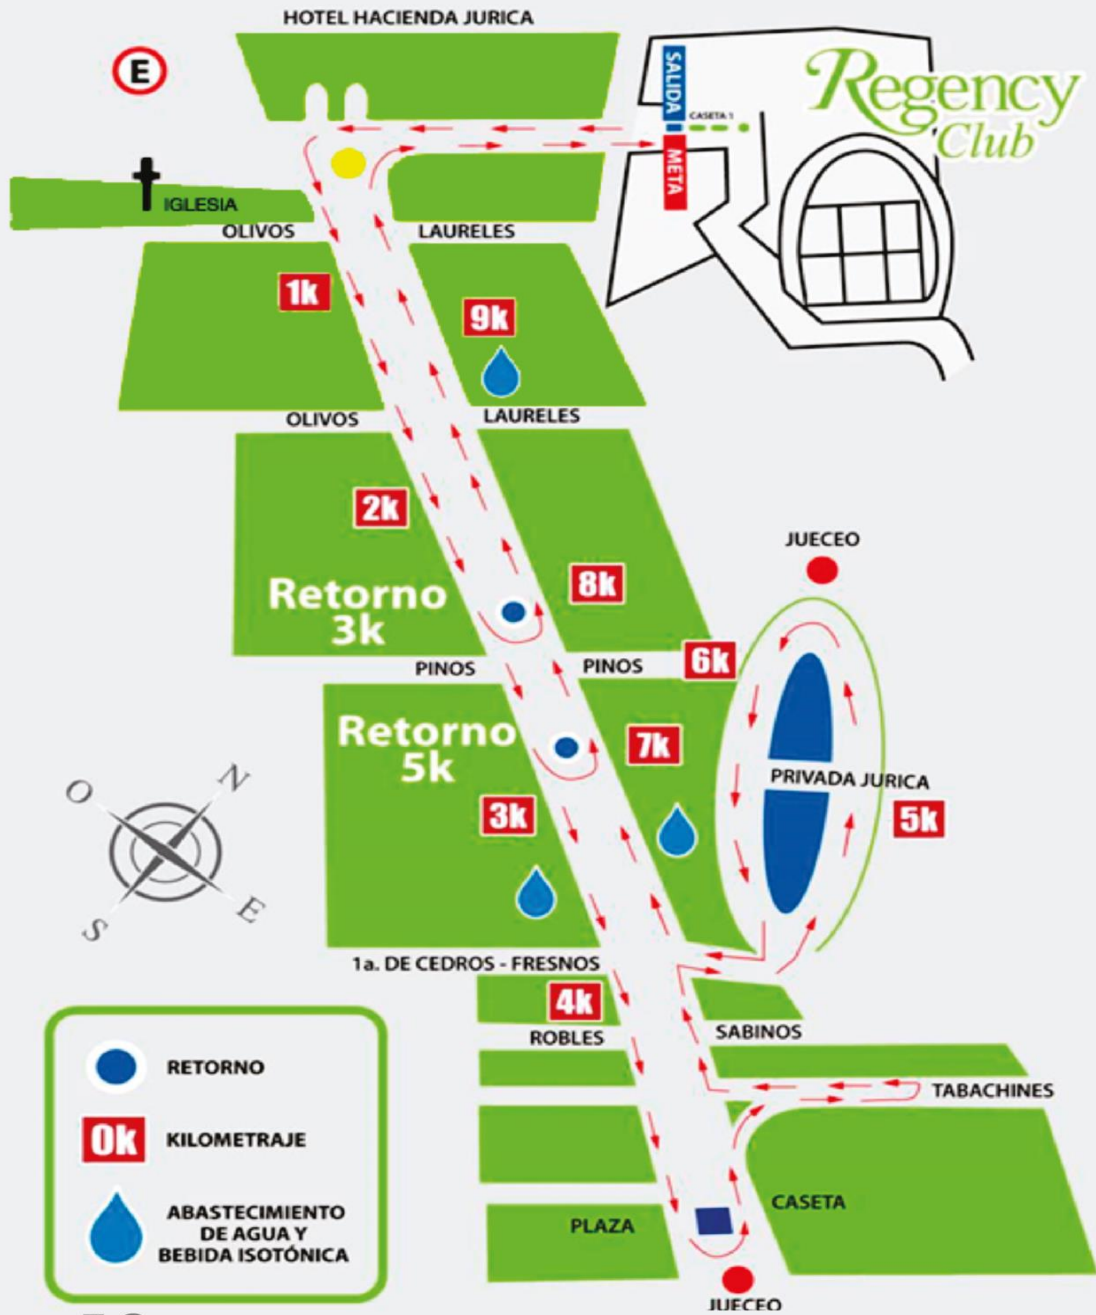 HOTEL HACIENDA JURICA
E
SALIDA
CASETA 1
META
Regency
Club
IGLESIA
OLIVOS
LAURELES
1k
9k
OLIVOS
LAURELES
2k
JUECEO
8k
Retorno
3k
PINOS
PINOS
6k
Retorno
5k
7k
PRIVADA JURICA
3k
5k
N
O
E
S
1a. DE CEDROS - FRESNOS
4k
ROBLES
SABINOS
TABACHINES
CASETA
PLAZA
JUECEO
RETORNO
0k
KILOMETRAJE
ABASTECIMIENTO
DE AGUA Y
BEBIDA ISOTÓNICA